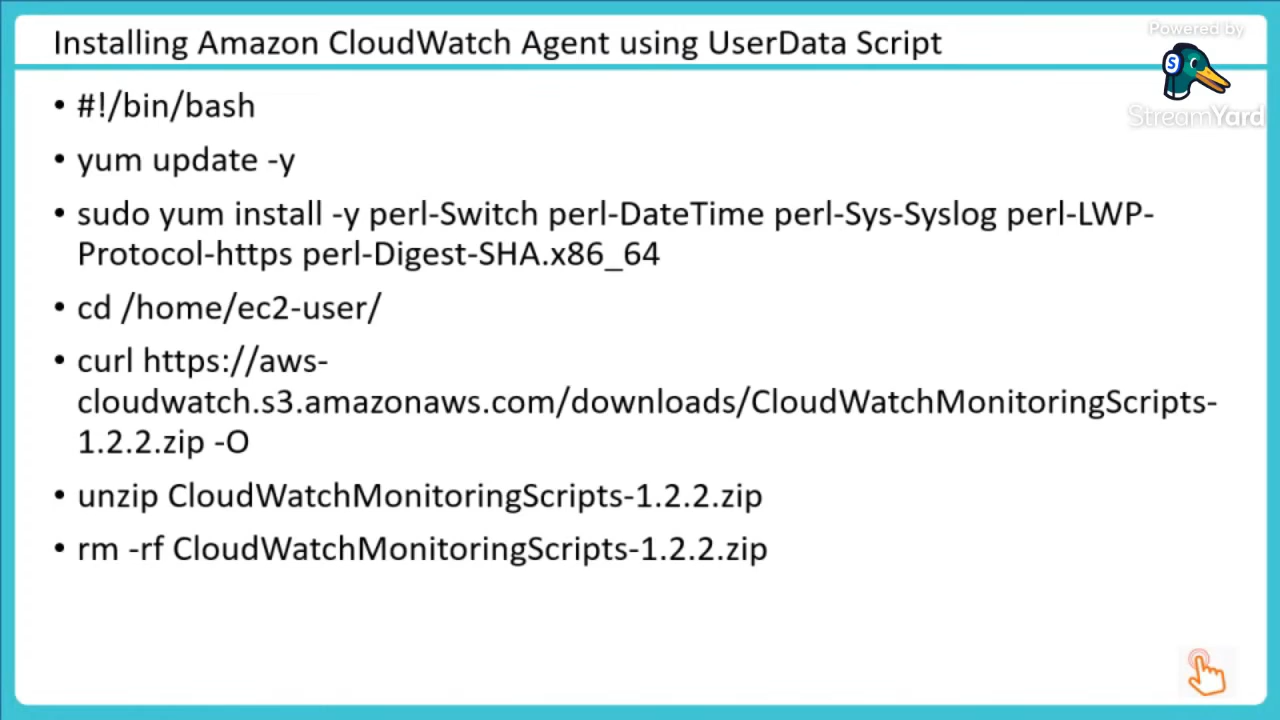 Installing Amazon CloudWatch Agent using UserData Script
Powered by
S
StreamYard
• #!/bin/bash
• yum update -y
• sudo yum install -y perl-Switch perl-DateTime perl-Sys-Syslog perl-LWP-
Protocol-https perl-Digest-SHA.x86_64
• cd /home/ec2-user/
• curl https://aws-
cloudwatch.s3.amazonaws.com/downloads/CloudWatchMonitoringScripts-
1.2.2.zip -O
• unzip CloudWatchMonitoringScripts-1.2.2.zip
• rm -rf CloudWatchMonitoringScripts-1.2.2.zip